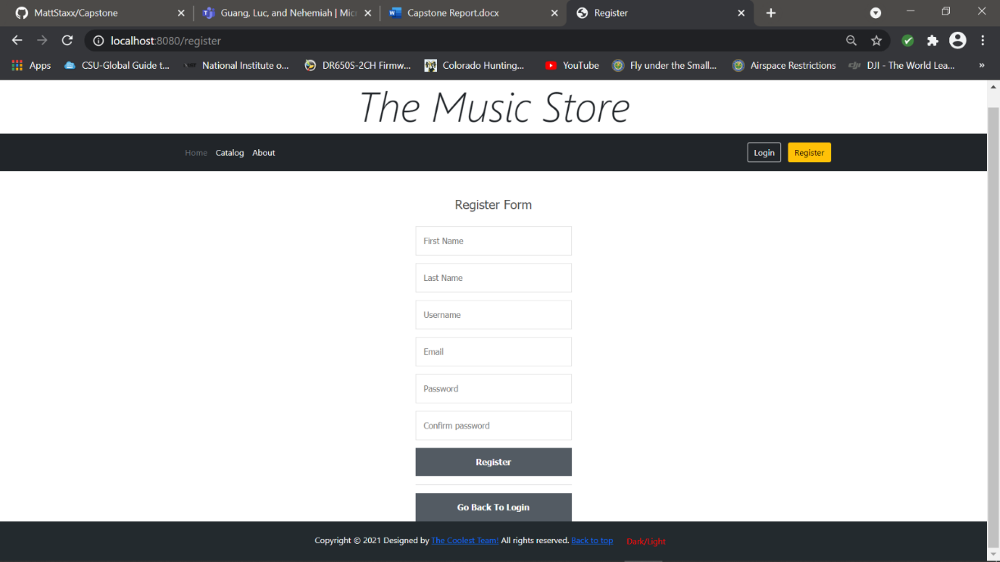 MattStaxx/Capstone
Guang, Luc, and Nehemiah | Mic
Capstone Report.docx
Register
localhost:8080/register
Apps
CSU-Global Guide t...
National Institute o...
DR650S-2CH Firmw...
Colorado Hunting...
YouTube
Fly under the Small...
Airspace Restrictions
DJI - The World Lea...
»
The Music Store
Home Catalog About Login Register
Register Form
First Name
Last Name
Username
Email
Password
Confirm password
Register
Go Back To Login
Copyright © 2021 Designed by The Coolest Team! All rights reserved. Back to top Dark/Light